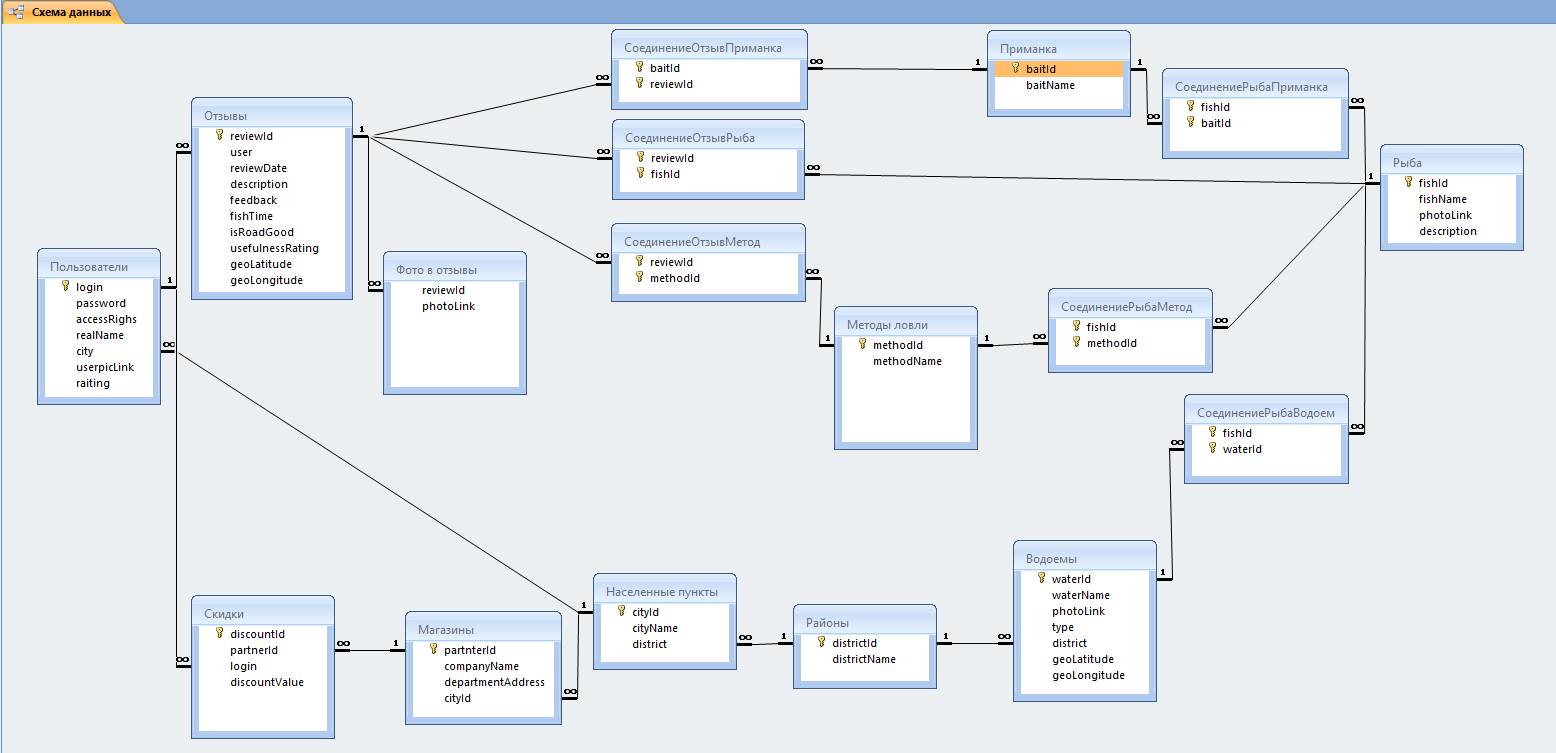 Схема данных
СоединениеОтзывПриманка
baitId
reviewId
Приманка
baitId
baitName
СоединениеРыбаПриманка
fishId
baitId
Отзывы
reviewId
user
reviewDate
description
feedback
fishTime
isRoadGood
usefulnessRating
geoLatitude
geoLongitude
СоединениеОтзывРыба
reviewId
fishId
Рыба
fishId
fishName
photoLink
description
Пользователи
login
password
accessRighs
realName
city
userpicLink
raiting
Фото в отзывы
reviewId
photoLink
СоединениеОтзывМетод
reviewId
methodId
Методы ловли
methodId
methodName
СоединениеРыбаМетод
fishId
methodId
СоединениеРыбаВодоем
fishId
waterId
Скидки
discountId
partnerId
login
discountValue
Магазины
partnterId
companyName
departmentAddress
cityId
Населенные пункты
cityId
cityName
district
Районы
districtId
districtName
Водоемы
waterId
waterName
photoLink
type
district
geoLatitude
geoLongitude
1
∞
1
∞
∞
1
∞
∞
∞
∞
∞
1
1
∞
∞
1
∞
∞
1
1
∞
∞
∞
∞
1
∞
∞
1
1
∞
∞
1
1
∞